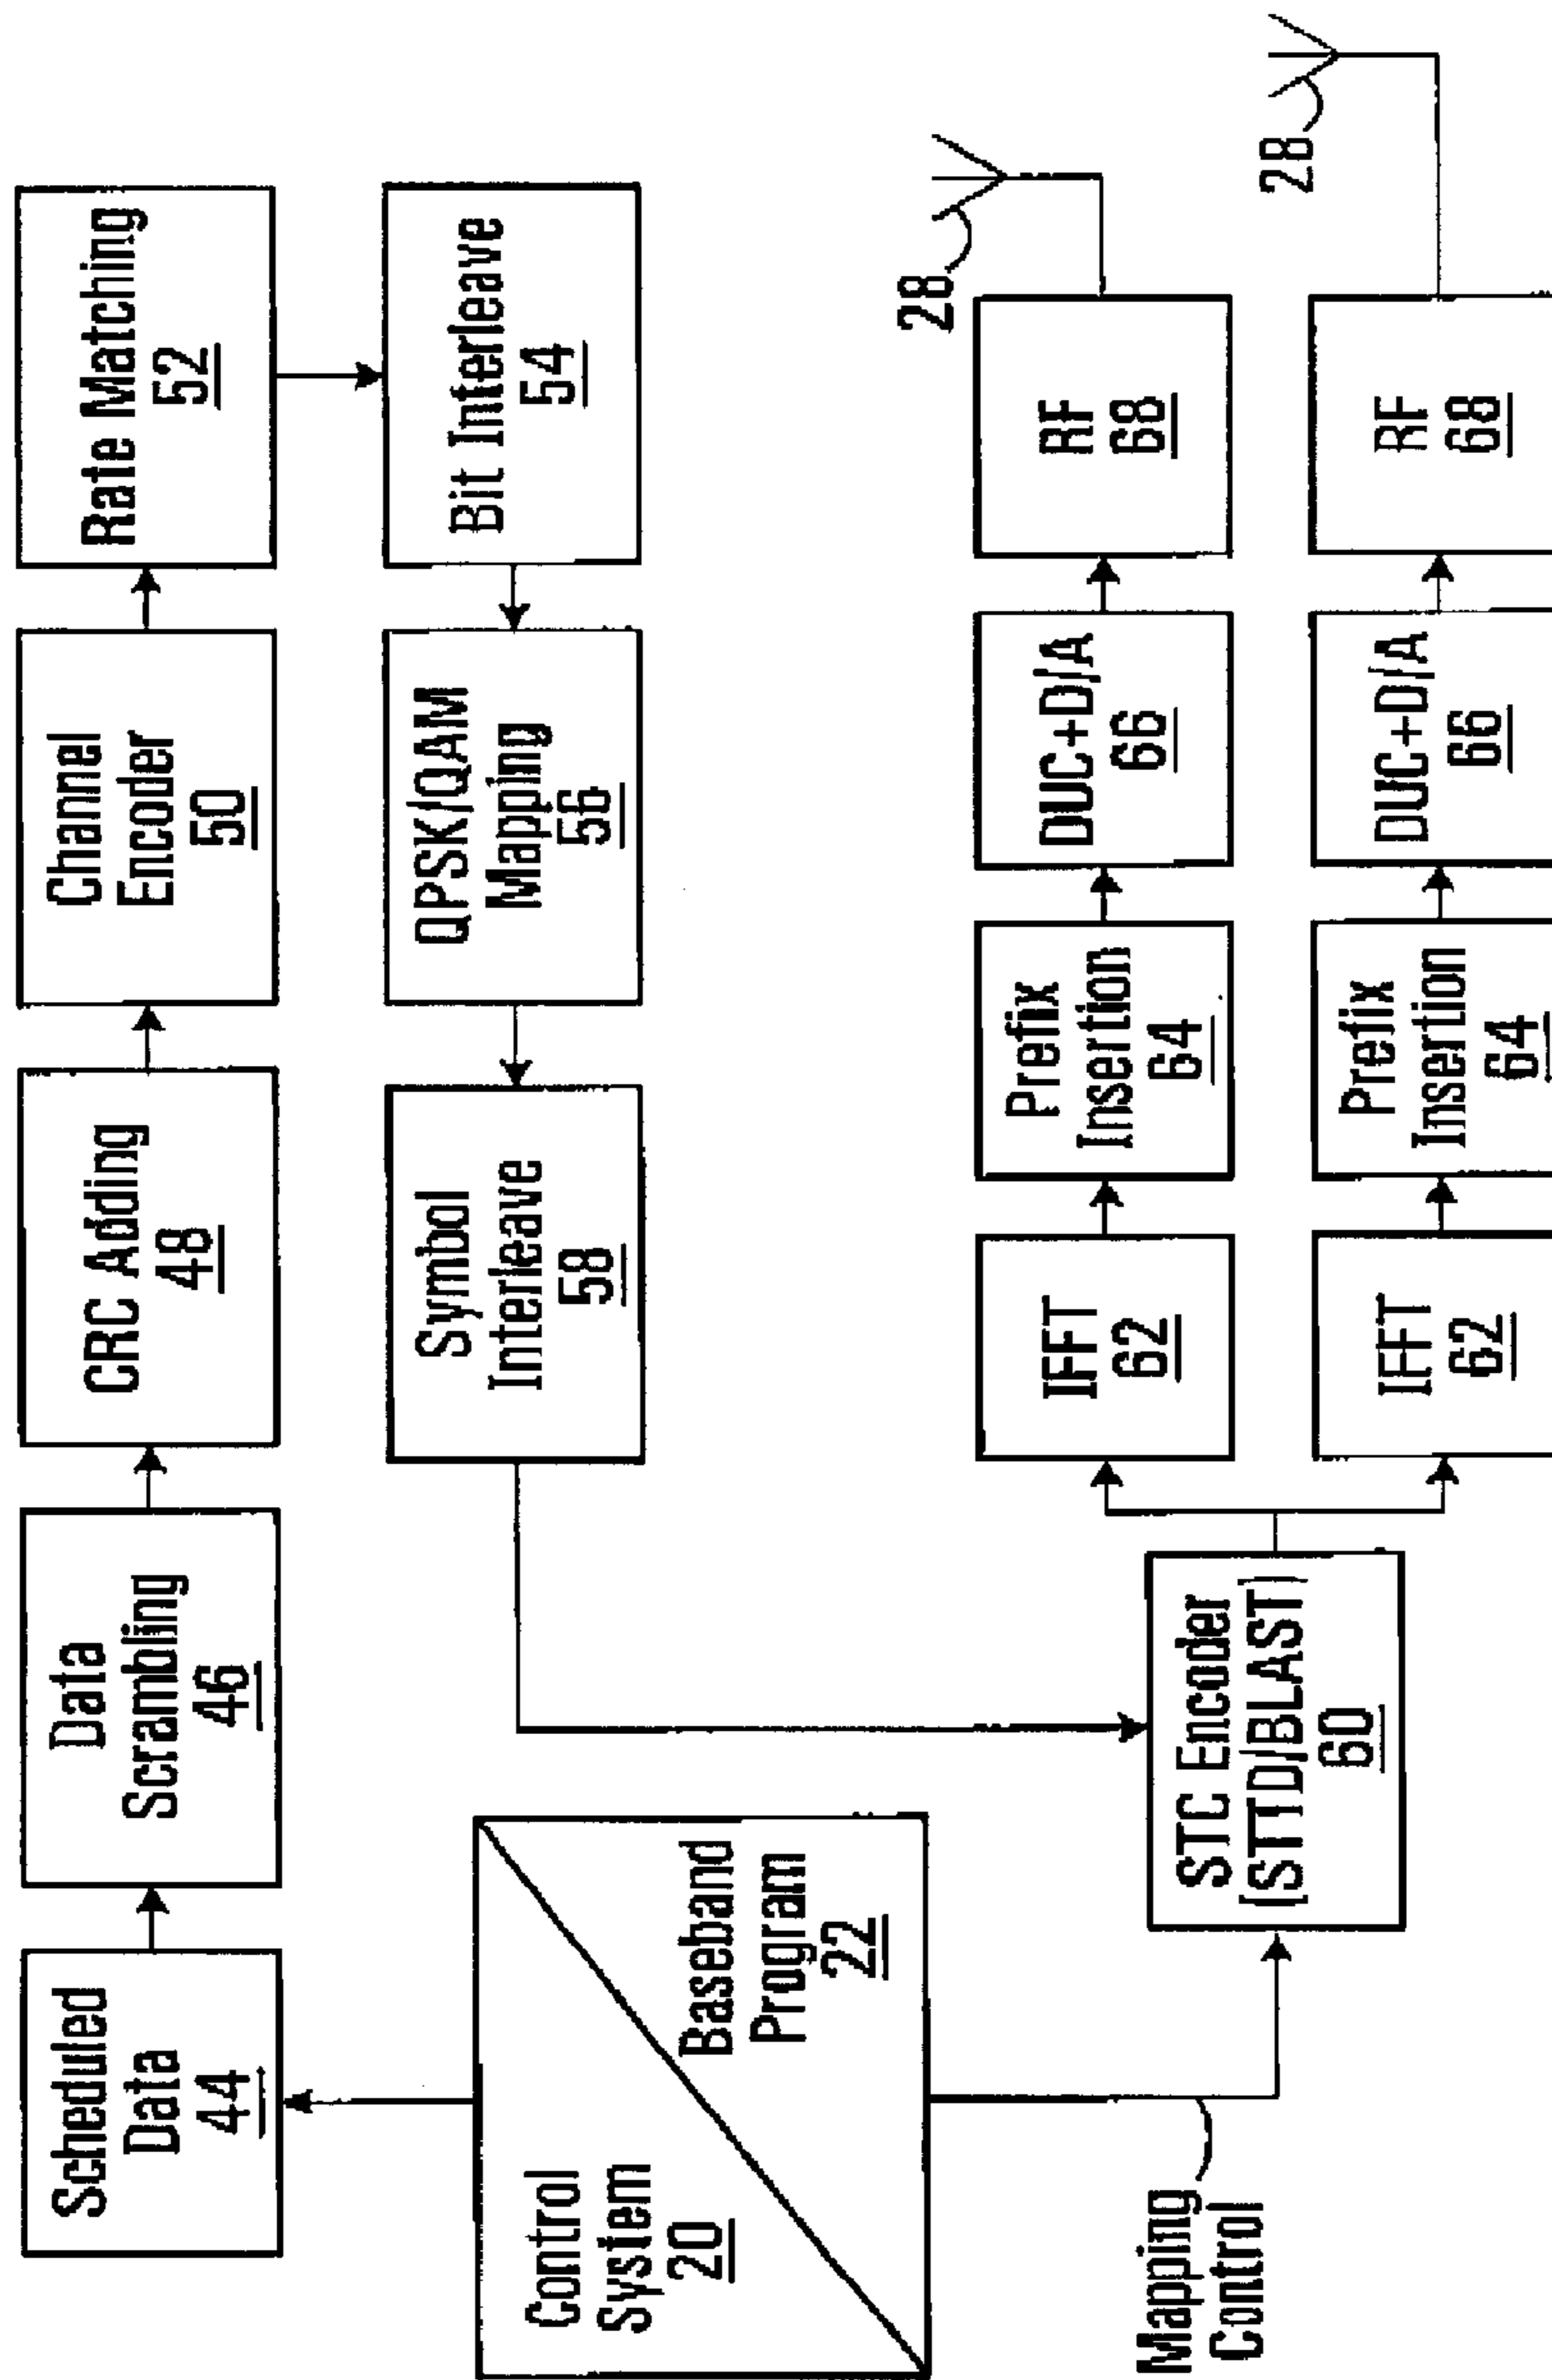 Scheduled
Data
44
Data
Scrambling
46
CRC Adding
48
Channel
Encoder
50
Rate Matching
52
Control
System
20
Baseband
Program
22
Symbol
Interleave
58
QPSK/QAM
Mapping
56
Bit Interleave
54
Mapping
Control
STC Encoder
(STTD/BLAST)
60
IFFT
62
Prefix
Insertion
64
DUC+D/A
66
RF
68
28
IFFT
62
Prefix
Insertion
64
DUC+D/A
66
RF
68
28